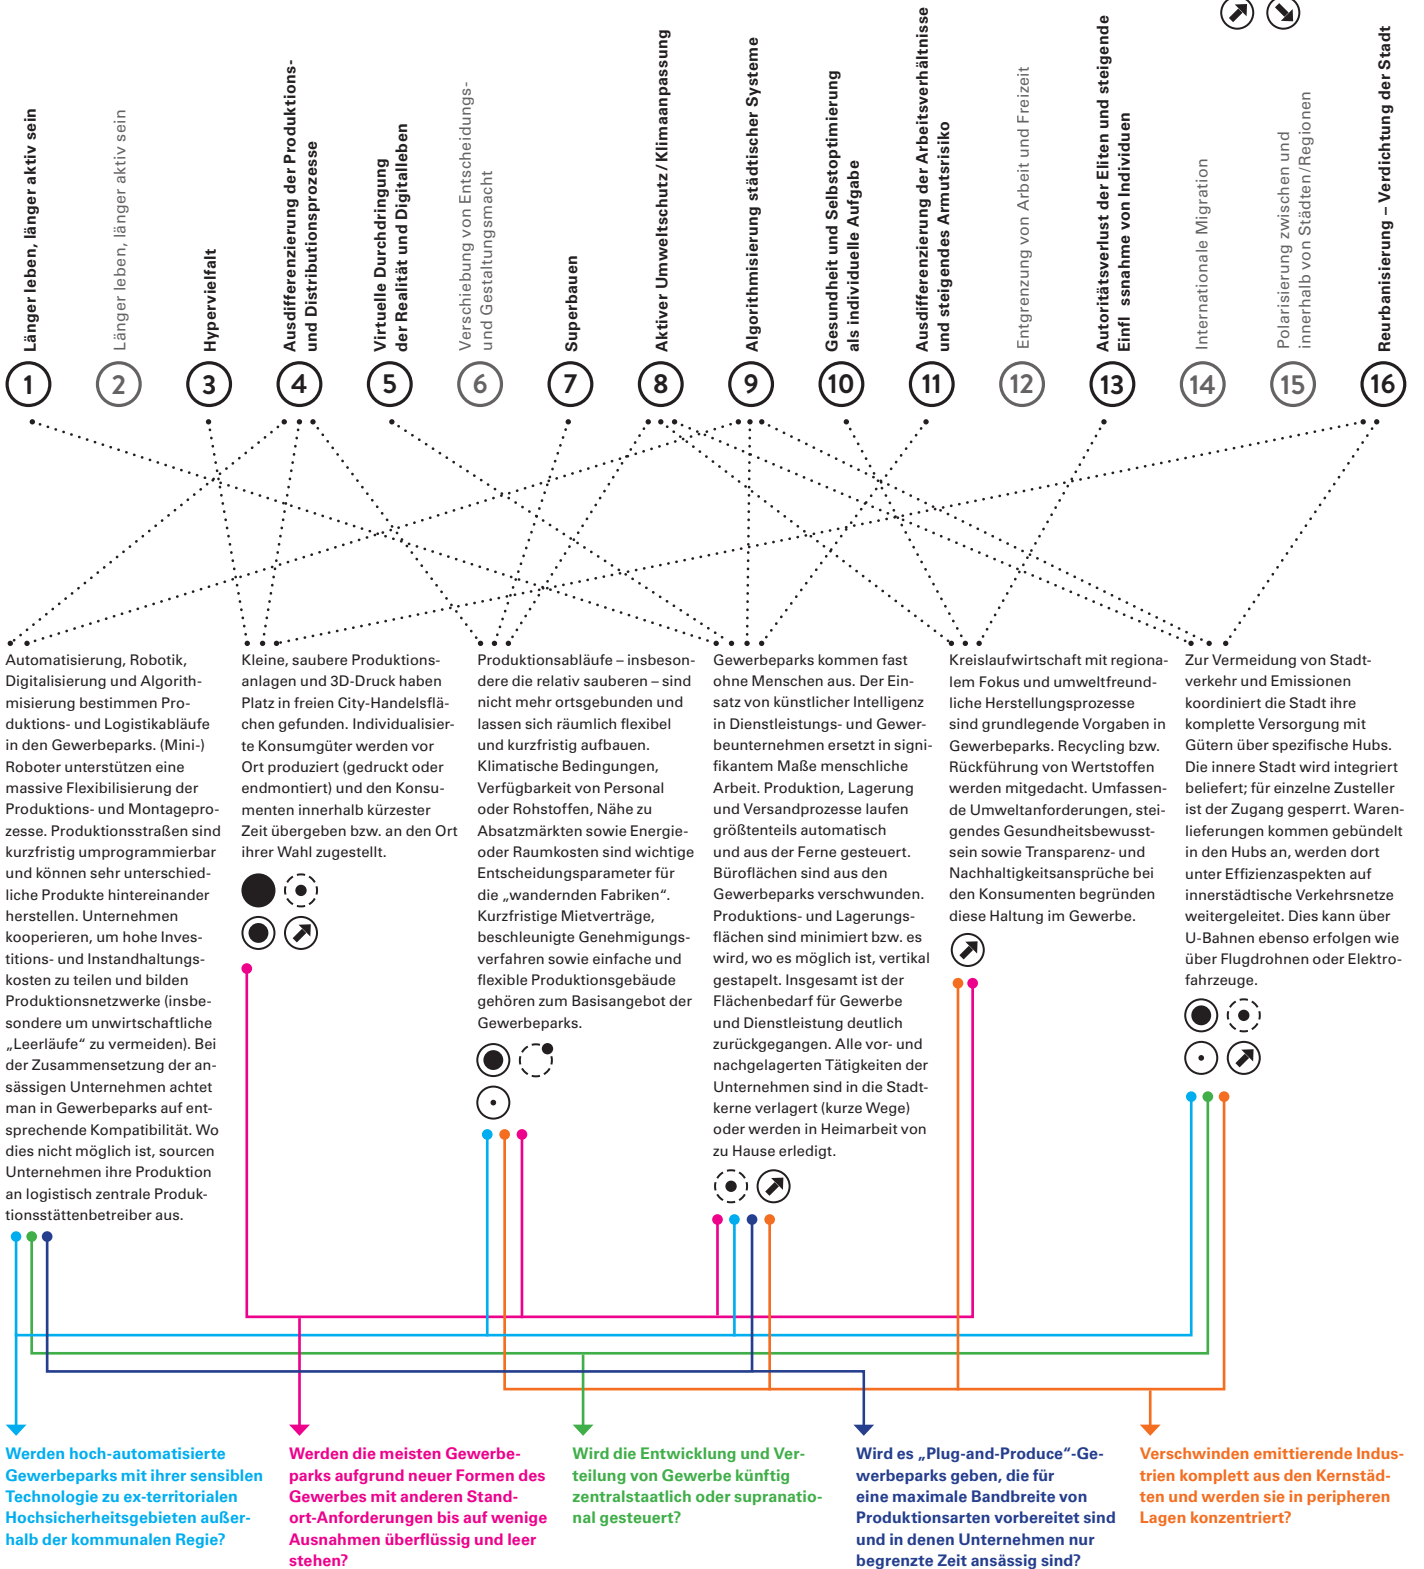 Länger leben, länger aktiv sein
Länger leben, länger aktiv sein
Hypervielfalt
Ausdifferenzierung der Produktions-
und Distributionsprozesse
Virtuelle Durchdringung
der Realität und Digitalleben
Verschiebung von Entscheidungs-
und Gestaltungsmacht
Superbauen
Aktiver Umweltschutz / Klimaanpassung
Algorithmisierung städtischer Systeme
Gesundheit und Selbstoptimierung
als individuelle Aufgabe
Ausdifferenzierung der Arbeitsverhältnisse
und steigendes Armutsrisiko
Entgrenzung von Arbeit und Freizeit
Autoritätsverlust der Eliten und steigende
Einfl ssnahme von Individuen
Internationale Migration
Polarisierung zwischen und
innerhalb von Städten/Regionen
Reurbanisierung – Verdichtung der Stadt
1
2
3
4
5
6
7
8
9
10
11
12
13
14
15
16
Automatisierung, Robotik,
Digitalisierung und Algorith-
misierung bestimmen Pro-
duktions- und Logistikabläufe
in den Gewerbeparks. (Mini-)
Roboter unterstützen eine
massive Flexibilisierung der
Produktions- und Montagepro-
zesse. Produktionsstraßen sind
kurzfristig umprogrammierbar
und können sehr unterschied-
liche Produkte hintereinander
herstellen. Unternehmen
kooperieren, um hohe Inves-
titions- und Instandhaltungs-
kosten zu teilen und bilden
Produktionsnetzwerke (insbe-
sondere um unwirtschaftliche
„Leerläufe“ zu vermeiden). Bei
der Zusammensetzung der an-
sässigen Unternehmen achtet
man in Gewerbeparks auf ent-
sprechende Kompatibilität. Wo
dies nicht möglich ist, sourcen
Unternehmen ihre Produktion
an logistisch zentrale Produk-
tionsstättenbetreiber aus.
Kleine, saubere Produktions-
anlagen und 3D-Druck haben
Platz in freien City-Handelsflä-
chen gefunden. Individualisier-
te Konsumgüter werden vor
Ort produziert (gedruckt oder
endmontiert) und den Konsu-
menten innerhalb kürzester
Zeit übergeben bzw. an den Ort
ihrer Wahl zugestellt.
Produktionsabläufe – insbeson-
dere die relativ sauberen – sind
nicht mehr ortsgebunden und
lassen sich räumlich flexibel
und kurzfristig aufbauen.
Klimatische Bedingungen,
Verfügbarkeit von Personal
oder Rohstoffen, Nähe zu
Absatzmärkten sowie Energie-
oder Raumkosten sind wichtige
Entscheidungsparameter für
die „wandernden Fabriken“.
Kurzfristige Mietverträge,
beschleunigte Genehmigungs-
verfahren sowie einfache und
flexible Produktionsgebäude
gehören zum Basisangebot der
Gewerbeparks.
Gewerbeparks kommen fast
ohne Menschen aus. Der Ein-
satz von künstlicher Intelligenz
in Dienstleistungs- und Gewer-
beunternehmen ersetzt in signi-
fikantem Maße menschliche
Arbeit. Produktion, Lagerung
und Versandprozesse laufen
größtenteils automatisch
und aus der Ferne gesteuert.
Büroflächen sind aus den
Gewerbeparks verschwunden.
Produktions- und Lagerungs-
flächen sind minimiert bzw. es
wird, wo es möglich ist, vertikal
gestapelt. Insgesamt ist der
Flächenbedarf für Gewerbe
und Dienstleistung deutlich
zurückgegangen. Alle vor- und
nachgelagerten Tätigkeiten der
Unternehmen sind in die Stadt-
kerne verlagert (kurze Wege)
oder werden in Heimarbeit von
zu Hause erledigt.
Kreislaufwirtschaft mit regiona-
lem Fokus und umweltfreund-
liche Herstellungsprozesse
sind grundlegende Vorgaben in
Gewerbeparks. Recycling bzw.
Rückführung von Wertstoffen
werden mitgedacht. Umfassen-
de Umweltanforderungen, stei-
gendes Gesundheitsbewusst-
sein sowie Transparenz- und
Nachhaltigkeitsansprüche bei
den Konsumenten begründen
diese Haltung im Gewerbe.
Zur Vermeidung von Stadt-
verkehr und Emissionen
koordiniert die Stadt ihre
komplette Versorgung mit
Gütern über spezifische Hubs.
Die innere Stadt wird integriert
beliefert; für einzelne Zusteller
ist der Zugang gesperrt. Waren-
lieferungen kommen gebündelt
in den Hubs an, werden dort
unter Effizienzaspekten auf
innerstädtische Verkehrsnetze
weitergeleitet. Dies kann über
U-Bahnen ebenso erfolgen wie
über Flugdrohnen oder Elektro-
fahrzeuge.
Werden hoch-automatisierte
Gewerbeparks mit ihrer sensiblen
Technologie zu ex-territorialen
Hochsicherheitsgebieten außer-
halb der kommunalen Regie?
Werden die meisten Gewerbe-
parks aufgrund neuer Formen des
Gewerbes mit anderen Stand-
ort-Anforderungen bis auf wenige
Ausnahmen überflüssig und leer
stehen?
Wird die Entwicklung und Ver-
teilung von Gewerbe künftig
zentralstaatlich oder supranatio-
nal gesteuert?
Wird es „Plug-and-Produce“-Ge-
werbeparks geben, die für
eine maximale Bandbreite von
Produktionsarten vorbereitet sind
und in denen Unternehmen nur
begrenzte Zeit ansässig sind?
Verschwinden emittierende Indus-
trien komplett aus den Kernstäd-
ten und werden sie in peripheren
Lagen konzentriert?